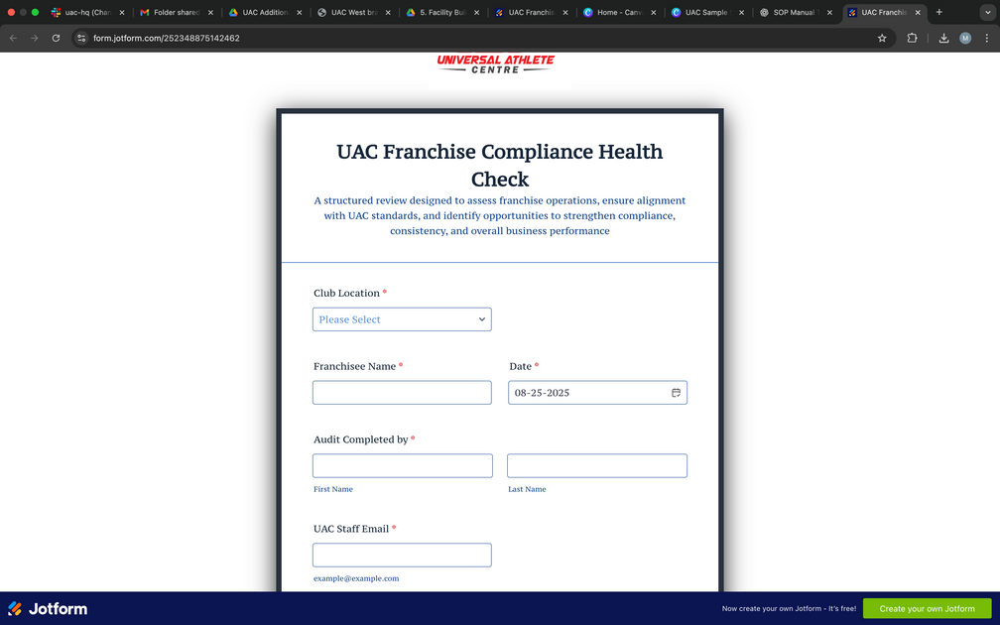 uac-hq (Chan
Folder shared
UAC Addition
UAC West bra
5. Facility Buil
UAC Franchis
Home - Canv
UAC Sample
SOP Manual
UAC Franchis
form.jotform.com/252348875142462
M
UNIVERSAL ATHLETE
CENTRE
UAC Franchise Compliance Health
Check
A structured review designed to assess franchise operations, ensure alignment
with UAC standards, and identify opportunities to strengthen compliance,
consistency, and overall business performance
Club Location *
Please Select
Franchisee Name *
Date *
08-25-2025
Audit Completed by *
First Name
Last Name
UAC Staff Email *
example@example.com
Jotform
Now create your own Jotform - It's free!
Create your own Jotform